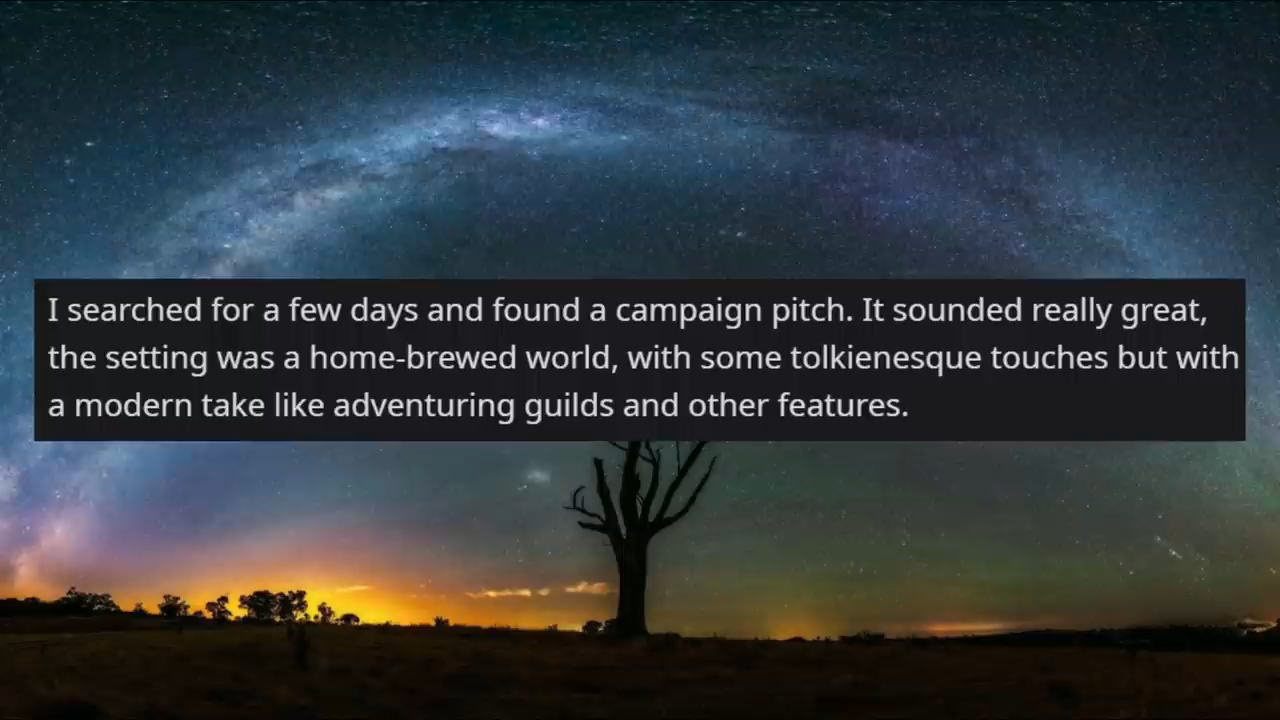 I searched for a few days and found a campaign pitch. It sounded really great,
the setting was a home-brewed world, with some tolkienesque touches but with
a modern take like adventuring guilds and other features.